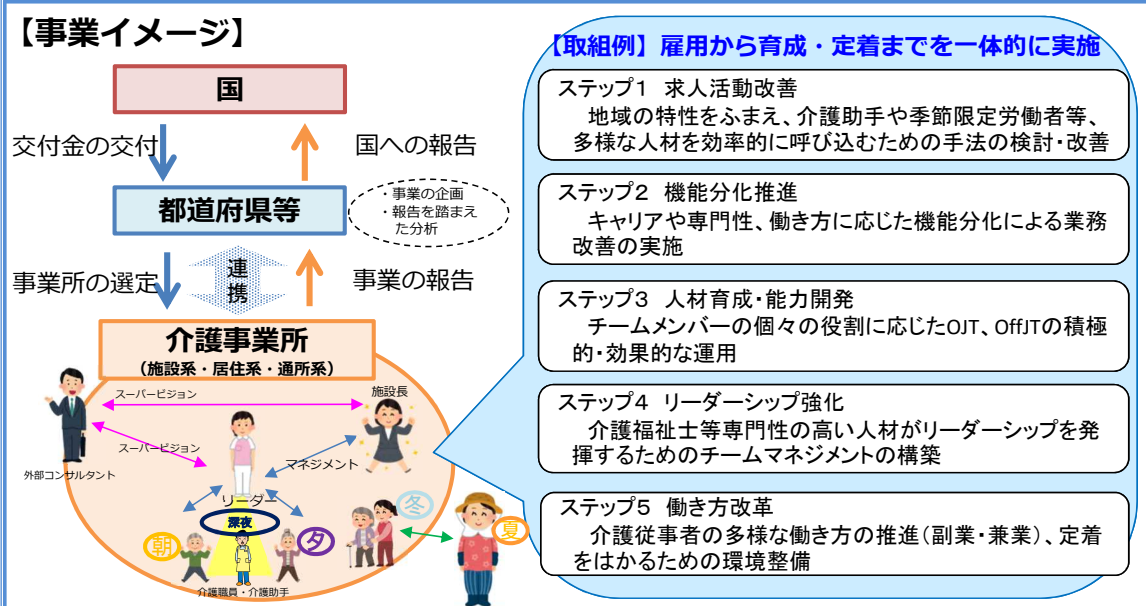 【事業イメージ】
国
交付金の交付
国への報告
都道府県等
・事業の企画
・報告を踏まえ
た分析
事業所の選定
連
携
事業の報告
介護事業所
（施設系・居住系・通所系）
スーパービジョン
施設長
スーパービジョン
外部コンサルタント
マネジメント
リーダー
深夜
朝
夕
冬
夏
介護職員・介護助手
【取組例】雇用から育成・定着までを一体的に実施
ステップ1 求人活動改善
地域の特性をふまえ、介護助手や季節限定労働者等、
多様な人材を効率的に呼び込むための手法の検討・改善
ステップ2 機能分化推進
キャリアや専門性、働き方に応じた機能分化による業務
改善の実施
ステップ3 人材育成・能力開発
チームメンバーの個々の役割に応じたOJT、OffJTの積極
的・効果的な運用
ステップ4 リーダーシップ強化
介護福祉士等専門性の高い人材がリーダーシップを発
揮するためのチームマネジメントの構築
ステップ5 働き方改革
介護従事者の多様な働き方の推進（副業・兼業）、定着
をはかるための環境整備